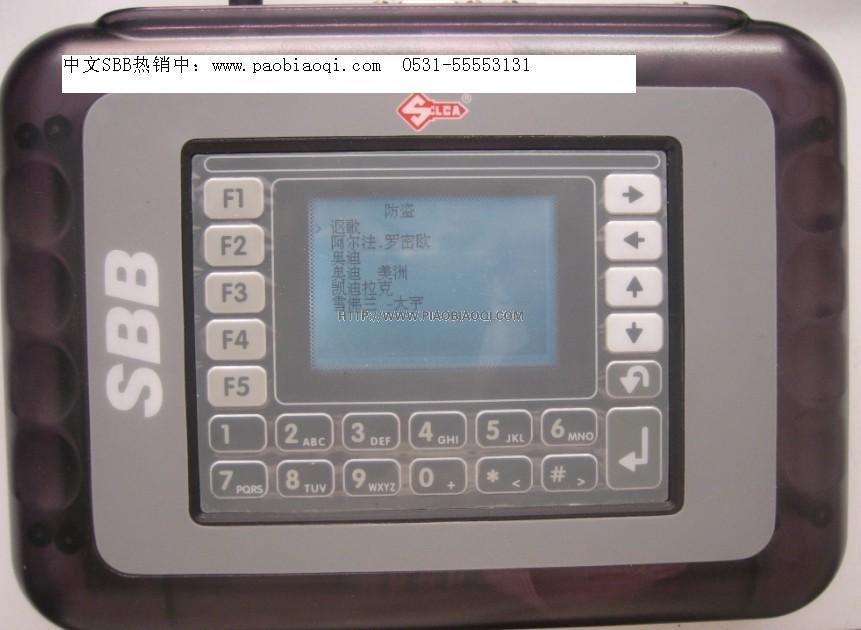 中文SBB热销中：www.paobiaoqi.com 0531-55553131
SILCA®
防盗
> 讴歌
阿尔法.罗密欧
奥迪
奥迪 美洲
凯迪拉克
雪佛兰 -大宇
HTTP://WWW.PIAOBIAOQI.COM
SBB
F1
F2
F3
F4
F5
1 2 ABC 3 DEF 4 GHI 5 JKL 6 MNO
7 PQRS 8 TUV 9 WXYZ 0 + * < # >